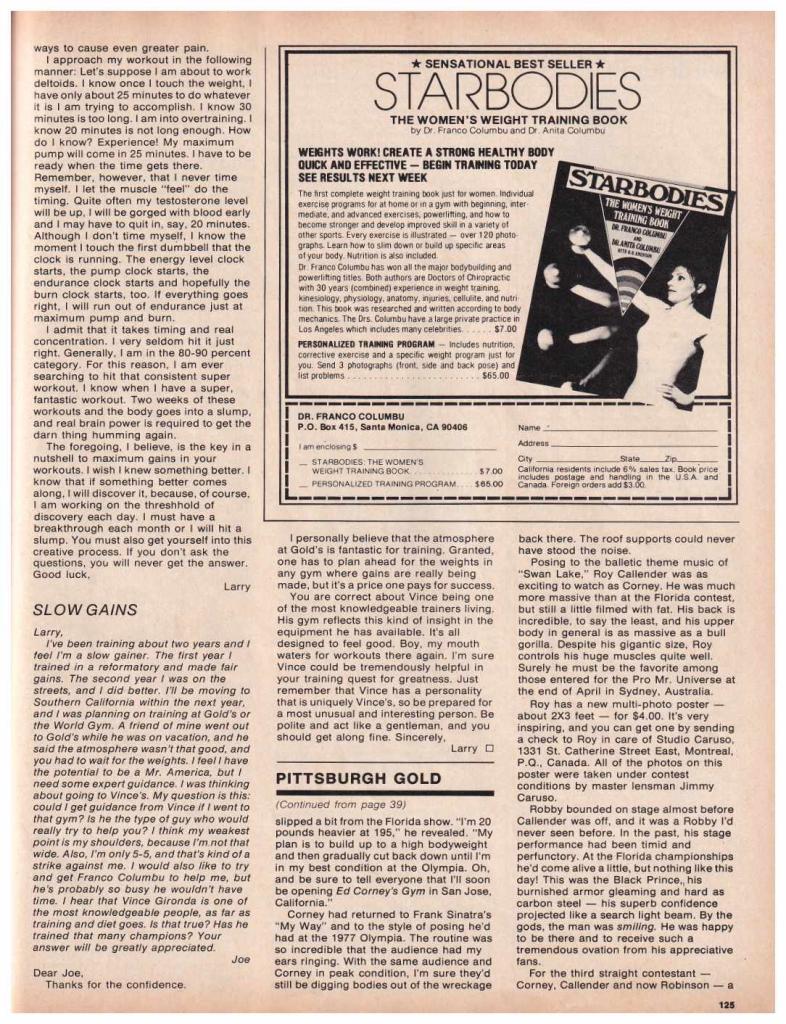 ways to cause even greater pain.
I approach my workout in the following
manner: Let's suppose I am about to work
deltoids. I know once I touch the weight, I
have only about 25 minutes to do whatever
it is I am trying to accomplish. I know 30
minutes is too long. I am into overtraining. I
know 20 minutes is not long enough. How
do I know? Experience! My maximum
pump will come in 25 minutes. I have to be
ready when the time gets there.
Remember, however, that I never time
myself. I let the muscle "feel" do the
timing. Quite often my testosterone level
will be up, I will be gorged with blood early
and I may have to quit in, say, 20 minutes.
Although I don't time myself, I know the
moment I touch the first dumbbell that the
clock is running. The energy level clock
starts, the pump clock starts, the
endurance clock starts and hopefully the
burn clock starts, too. If everything goes
right, I will run out of endurance just at
maximum pump and burn.
I admit that it takes timing and real
concentration. I very seldom hit it just
right. Generally, I am in the 80-90 percent
category. For this reason, I am ever
searching to hit that consistent super
workout. I know when I have a super,
fantastic workout. Two weeks of these
workouts and the body goes into a slump,
and real brain power is required to get the
darn thing humming again.
The foregoing, I believe, is the key in a
nutshell to maximum gains in your
workouts. I wish I knew something better. I
know that if something better comes
along, I will discover it, because, of course,
I am working on the threshhold of
discovery each day. I must have a
breakthrough each month or I will hit a
slump. You must also get yourself into this
creative process. If you don't ask the
questions, you will never get the answer.
Good luck,
Larry
SLOW GAINS
Larry,
I've been training about two years and I
feel I'm a slow gainer. The first year I
trained in a reformatory and made fair
gains. The second year I was on the
streets, and I did better. I'll be moving to
Southern California within the next year,
and I was planning on training at Gold's or
the World Gym. A friend of mine went out
to Gold's while he was on vacation, and he
said the atmosphere wasn't that good, and
you had to wait for the weights. I feel I have
the potential to be a Mr. America, but I
need some expert guidance. I was thinking
about going to Vince's. My question is this:
could I get guidance from Vince if I went to
that gym? Is he the type of guy who would
really try to help you? I think my weakest
point is my shoulders, because I'm not that
wide. Also, I'm only 5-5, and that's kind of a
strike against me. I would also like to try
and get Franco Columbu to help me, but
he's probably so busy he wouldn't have
time. I hear that Vince Gironda is one of
the most knowledgeable people, as far as
training and diet goes. Is that true? Has he
trained that many champions? Your
answer will be greatly appreciated.
Joe
Dear Joe,
Thanks for the confidence.
★ SENSATIONAL BEST SELLER ★
STARBODIES
THE WOMEN'S WEIGHT TRAINING BOOK
by Dr. Franco Columbu and Dr. Anita Columbu
WEIGHTS WORK! CREATE A STRONG HEALTHY BODY
QUICK AND EFFECTIVE — BEGIN TRAINING TODAY
SEE RESULTS NEXT WEEK
The first complete weight training book just for women. Individual
exercise programs for at home or in a gym with beginning, inter-
mediate, and advanced exercises, powerlifting, and how to
become stronger and develop improved skill in a variety of
other sports. Every exercise is illustrated — over 120 photo-
graphs. Learn how to slim down or build up specific areas
of your body. Nutrition is also included.
Dr. Franco Columbu has won all the major bodybuilding and
powerlifting titles. Both authors are Doctors of Chiropractic
with 30 years (combined) experience in weight training,
kinesiology, physiology, anatomy, injuries, cellulite, and nutri-
tion. This book was researched and written according to body
mechanics. The Drs. Columbu have a large private practice in
Los Angeles which includes many celebrities. . . . . . $7.00
PERSONALIZED TRAINING PROGRAM — Includes nutrition,
corrective exercise and a specific weight program just for
you. Send 3 photographs (front, side and back pose) and
list problems. . . . . . . . . . . . . . . . . . . . . . . . $65.00
STARBODIES
THE WOMEN'S WEIGHT
TRAINING BOOK
DR. FRANCO COLUMBU
AND
DR. ANITA COLUMBU
DR. FRANCO COLUMBU
P.O. Box 415, Santa Monica, CA 90406
I am enclosing $
STARBODIES: THE WOMEN'S
WEIGHT TRAINING BOOK . . . . . . . . . . . . . . $7.00
PERSONALIZED TRAINING PROGRAM . . . . $65.00
Name
Address
City State Zip
California residents include 6% sales tax. Book price
includes postage and handling in the U.S.A. and
Canada. Foreign orders add $3.00.
I personally believe that the atmosphere
at Gold's is fantastic for training. Granted,
one has to plan ahead for the weights in
any gym where gains are really being
made, but it's a price one pays for success.
You are correct about Vince being one
of the most knowledgeable trainers living.
His gym reflects this kind of insight in the
equipment he has available. It's all
designed to feel good. Boy, my mouth
waters for workouts there again. I'm sure
Vince could be tremendously helpful in
your training quest for greatness. Just
remember that Vince has a personality
that is uniquely Vince's, so be prepared for
a most unusual and interesting person. Be
polite and act like a gentleman, and you
should get along fine. Sincerely,
Larry □
PITTSBURGH GOLD
(Continued from page 39)
slipped a bit from the Florida show. "I'm 20
pounds heavier at 195," he revealed. "My
plan is to build up to a high bodyweight
and then gradually cut back down until I'm
in my best condition at the Olympia. Oh,
and be sure to tell everyone that I'll soon
be opening Ed Corney's Gym in San Jose,
California."
Corney had returned to Frank Sinatra's
"My Way" and to the style of posing he'd
had at the 1977 Olympia. The routine was
so incredible that the audience had my
ears ringing. With the same audience and
Corney in peak condition, I'm sure they'd
still be digging bodies out of the wreckage
back there. The roof supports could never
have stood the noise.
Posing to the balletic theme music of
"Swan Lake," Roy Callender was as
exciting to watch as Corney. He was much
more massive than at the Florida contest,
but still a little filmed with fat. His back is
incredible, to say the least, and his upper
body in general is as massive as a bull
gorilla. Despite his gigantic size, Roy
controls his huge muscles quite well.
Surely he must be the favorite among
those entered for the Pro Mr. Universe at
the end of April in Sydney, Australia.
Roy has a new multi-photo poster —
about 2X3 feet — for $4.00. It's very
inspiring, and you can get one by sending
a check to Roy in care of Studio Caruso,
1331 St. Catherine Street East, Montreal,
P.Q., Canada. All of the photos on this
poster were taken under contest
conditions by master lensman Jimmy
Caruso.
Robby bounded on stage almost before
Callender was off, and it was a Robby I'd
never seen before. In the past, his stage
performance had been timid and
perfunctory. At the Florida championships
he'd come alive a little, but nothing like this
day! This was the Black Prince, his
burnished armor gleaming and hard as
carbon steel — his superb confidence
projected like a search light beam. By the
gods, the man was smiling. He was happy
to be there and to receive such a
tremendous ovation from his appreciative
fans.
For the third straight contestant —
Corney, Callender and now Robinson — a
125